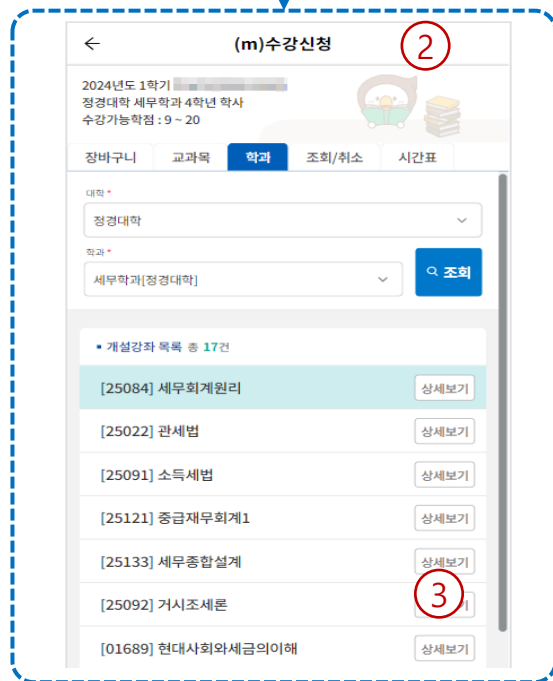 (m)수강신청
②
2024년도 1학기
정경대학 세무학과 4학년 학사
수강가능학점 : 9 ~ 20
장바구니 교과목 학과 조회/취소 시간표
대학 *
정경대학
학과 *
세무학과[정경대학]
조회
개설강좌 목록 총 17건
[25084] 세무회계원리 상세보기
[25022] 관세법 상세보기
[25091] 소득세법 상세보기
[25121] 중급재무회계1 상세보기
[25133] 세무종합설계 상세보기
[25092] 거시조세론
③
[01689] 현대사회와세금의이해 상세보기